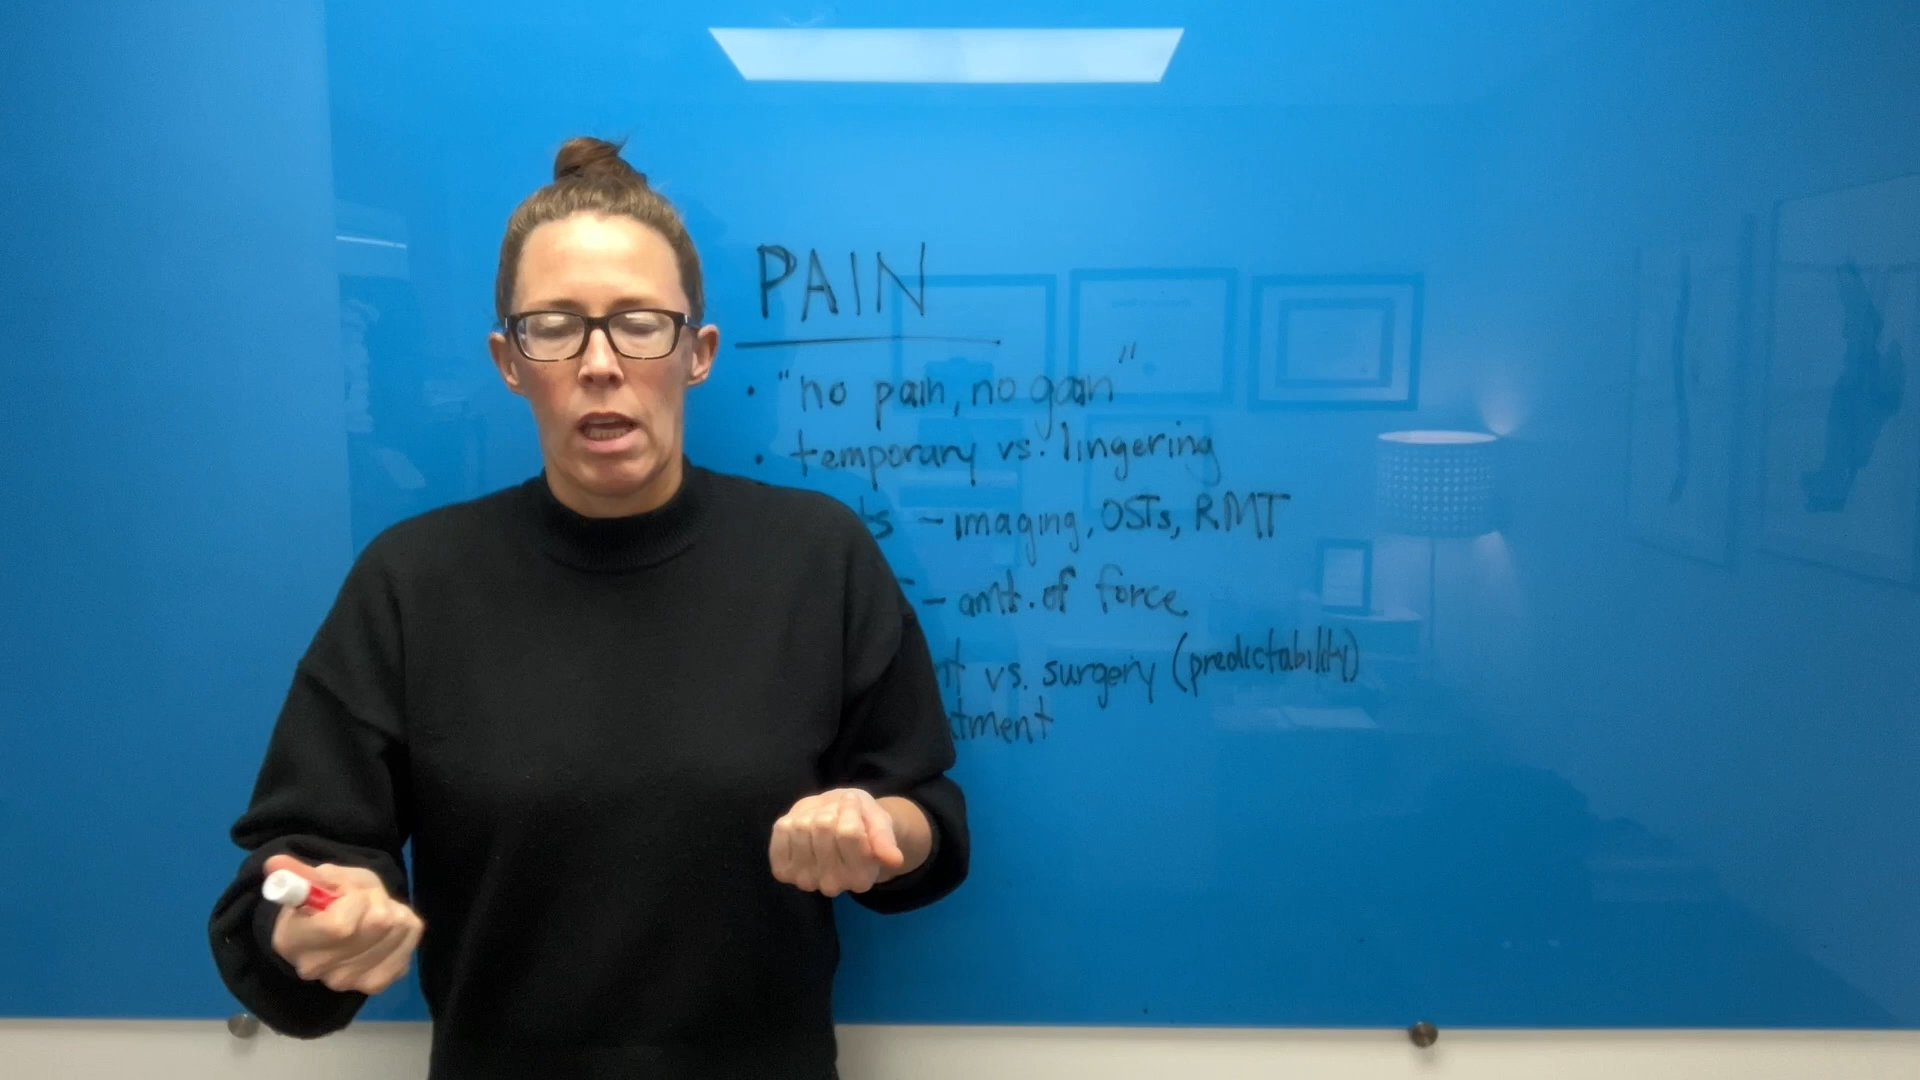 PAIN
• "no pain, no gain"
• temporary vs. lingering
ts - imaging, OSTs, RMT
- amt. of force
vs. surgery (predictability)
tment